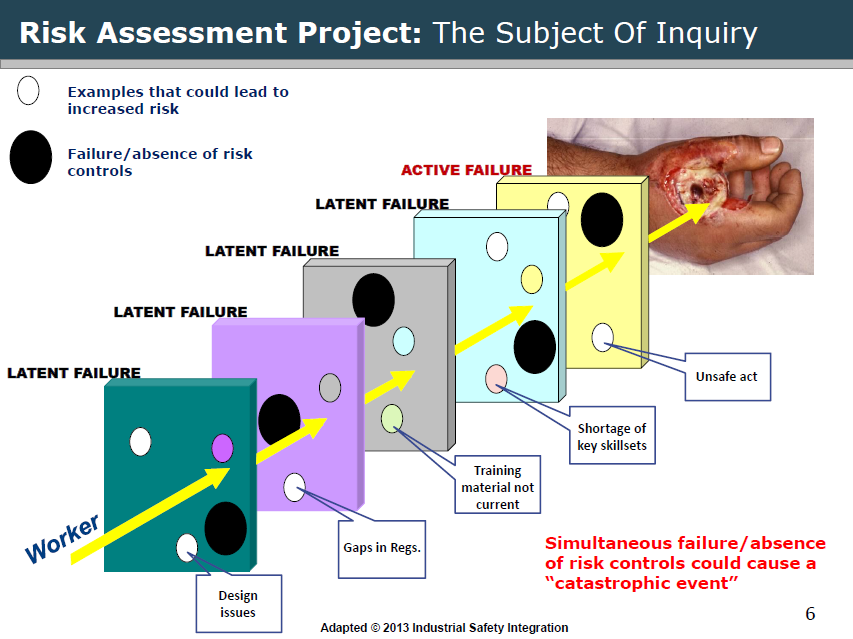 Risk Assessment Project: The Subject Of Inquiry
Examples that could lead to
increased risk
Failure/absence of risk
controls
ACTIVE FAILURE
LATENT FAILURE
LATENT FAILURE
LATENT FAILURE
LATENT FAILURE
Worker
Unsafe act
Shortage of
key skillsets
Training
material not
current
Gaps in Regs.
Design
issues
Simultaneous failure/absence
of risk controls could cause a
“catastrophic event”
6
Adapted © 2013 Industrial Safety Integration